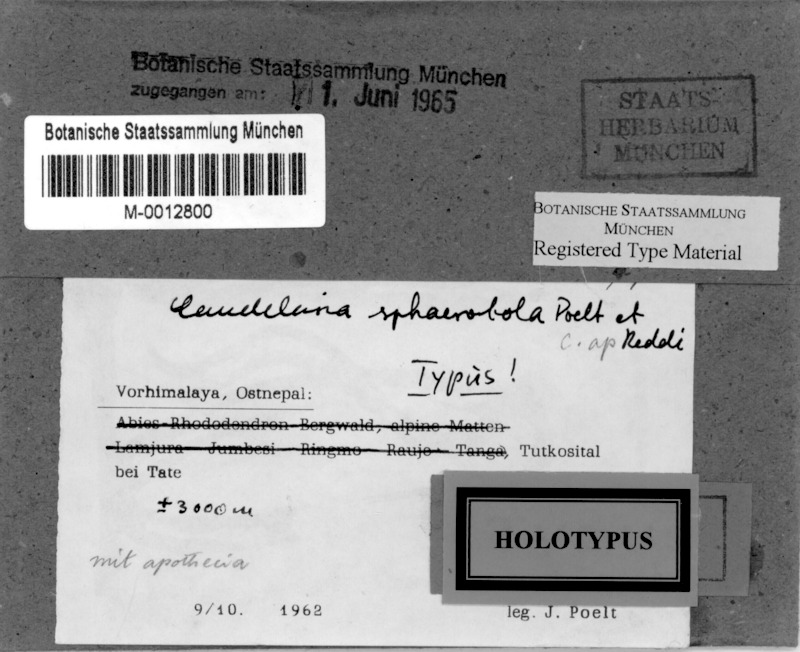 Botanische Staatssammlung München
zugegangen am: 1. Juni 1965
STAATS-
HERBARIUM
MÜNCHEN
Botanische Staatssammlung München
M-0012800
BOTANISCHE STAATSSAMMLUNG
MÜNCHEN
Registered Type Material
Candelaria sphaerobola Poelt et
c. ap Reddi
Typus!
Vorhimalaya, Ostnepal:
Abies-Rhododendron-Bergwald, alpine Matten
Lamjura - Jumbesi - Ringmo - Raujo - Tanga, Tutkosital
bei Tate
± 3000 m
mit apothecia
HOLOTYPUS
9/10. 1962
leg. J. Poelt